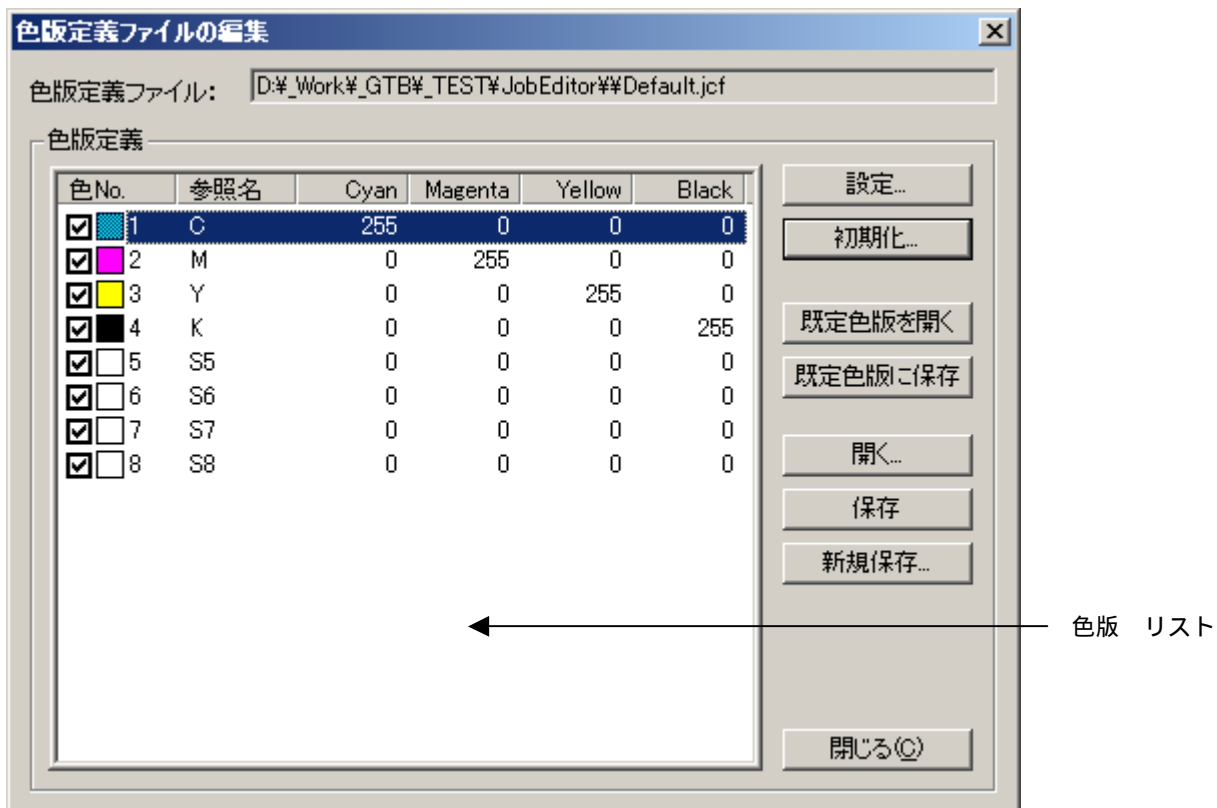 色版定義ファイルの編集
色版定義ファイル: D:¥_Work¥_GTB¥_TEST¥JobEditor¥¥Default.jcf
色版定義
色No. 参照名 Cyan Magenta Yellow Black
1 C 255 0 0 0
2 M 0 255 0 0
3 Y 0 0 255 0
4 K 0 0 0 255
5 S5 0 0 0 0
6 S6 0 0 0 0
7 S7 0 0 0 0
8 S8 0 0 0 0
設定...
初期化...
既定色版を開く
既定色版に保存
開く...
保存
新規保存...
閉じる(C)
色版 リスト